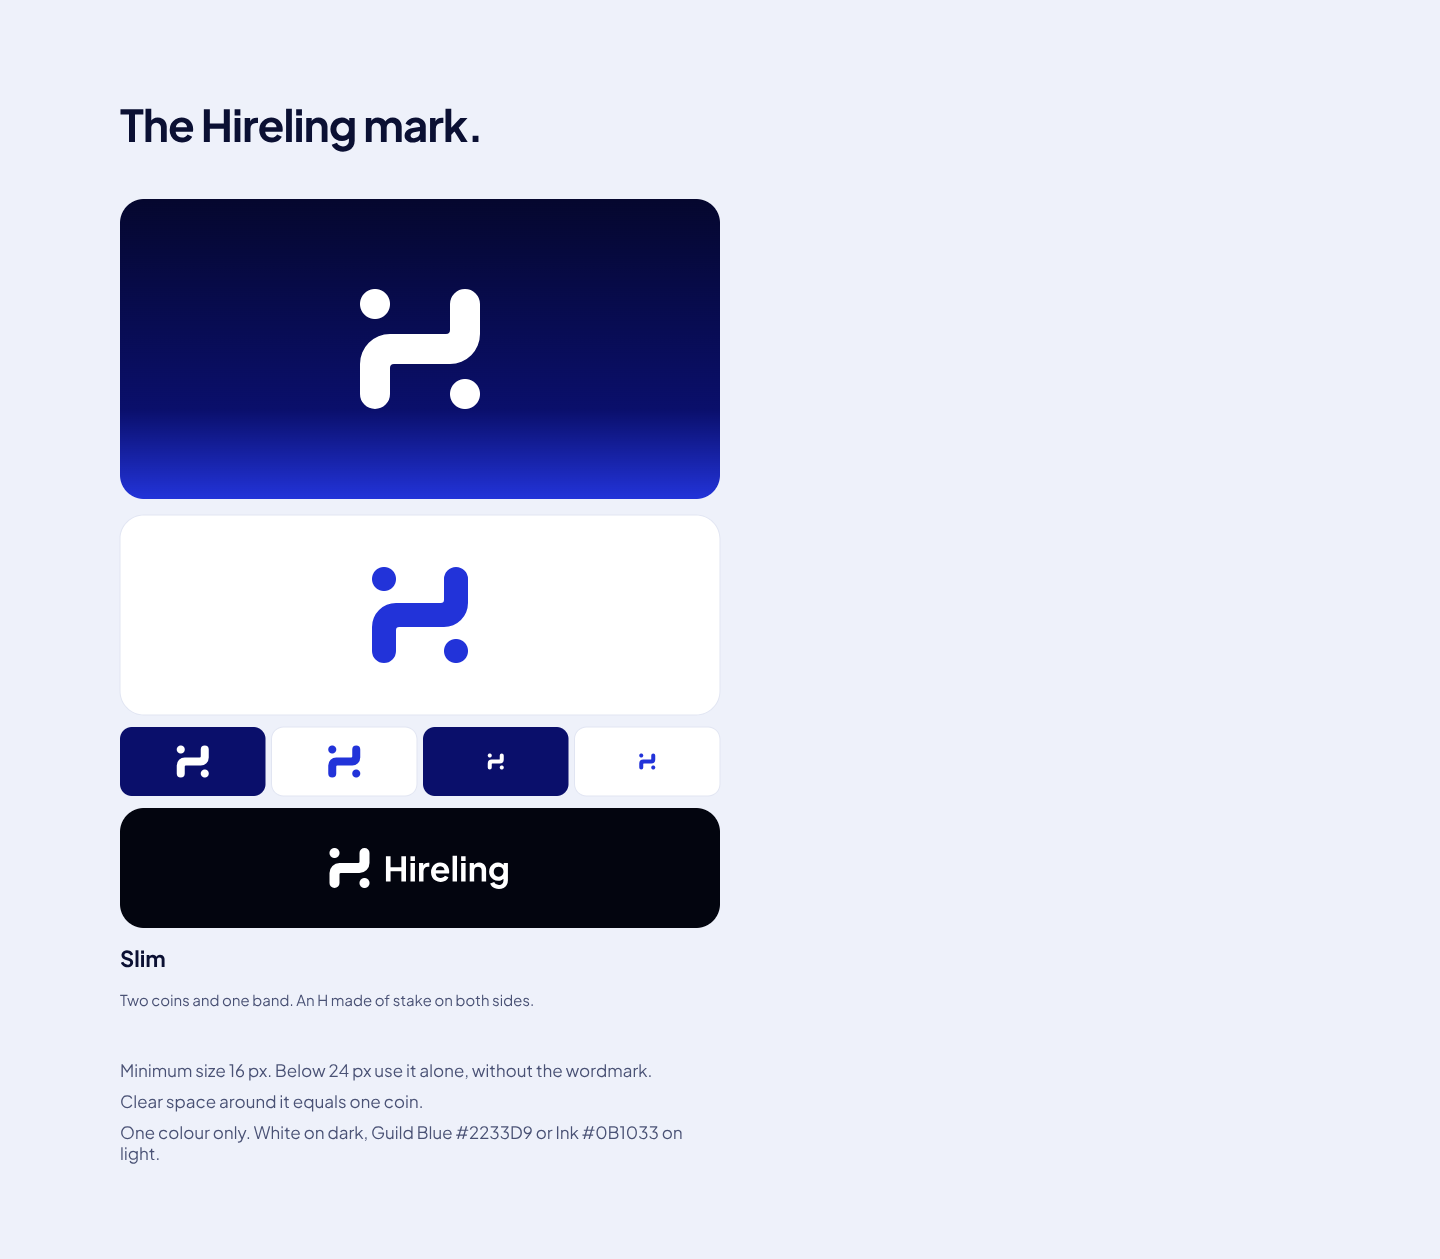 The Hireling mark.
Hireling
Slim
Two coins and one band. An H made of stake on both sides.
Minimum size 16 px. Below 24 px use it alone, without the wordmark.
Clear space around it equals one coin.
One colour only. White on dark, Guild Blue #2233D9 or Ink #0B1033 on
light.